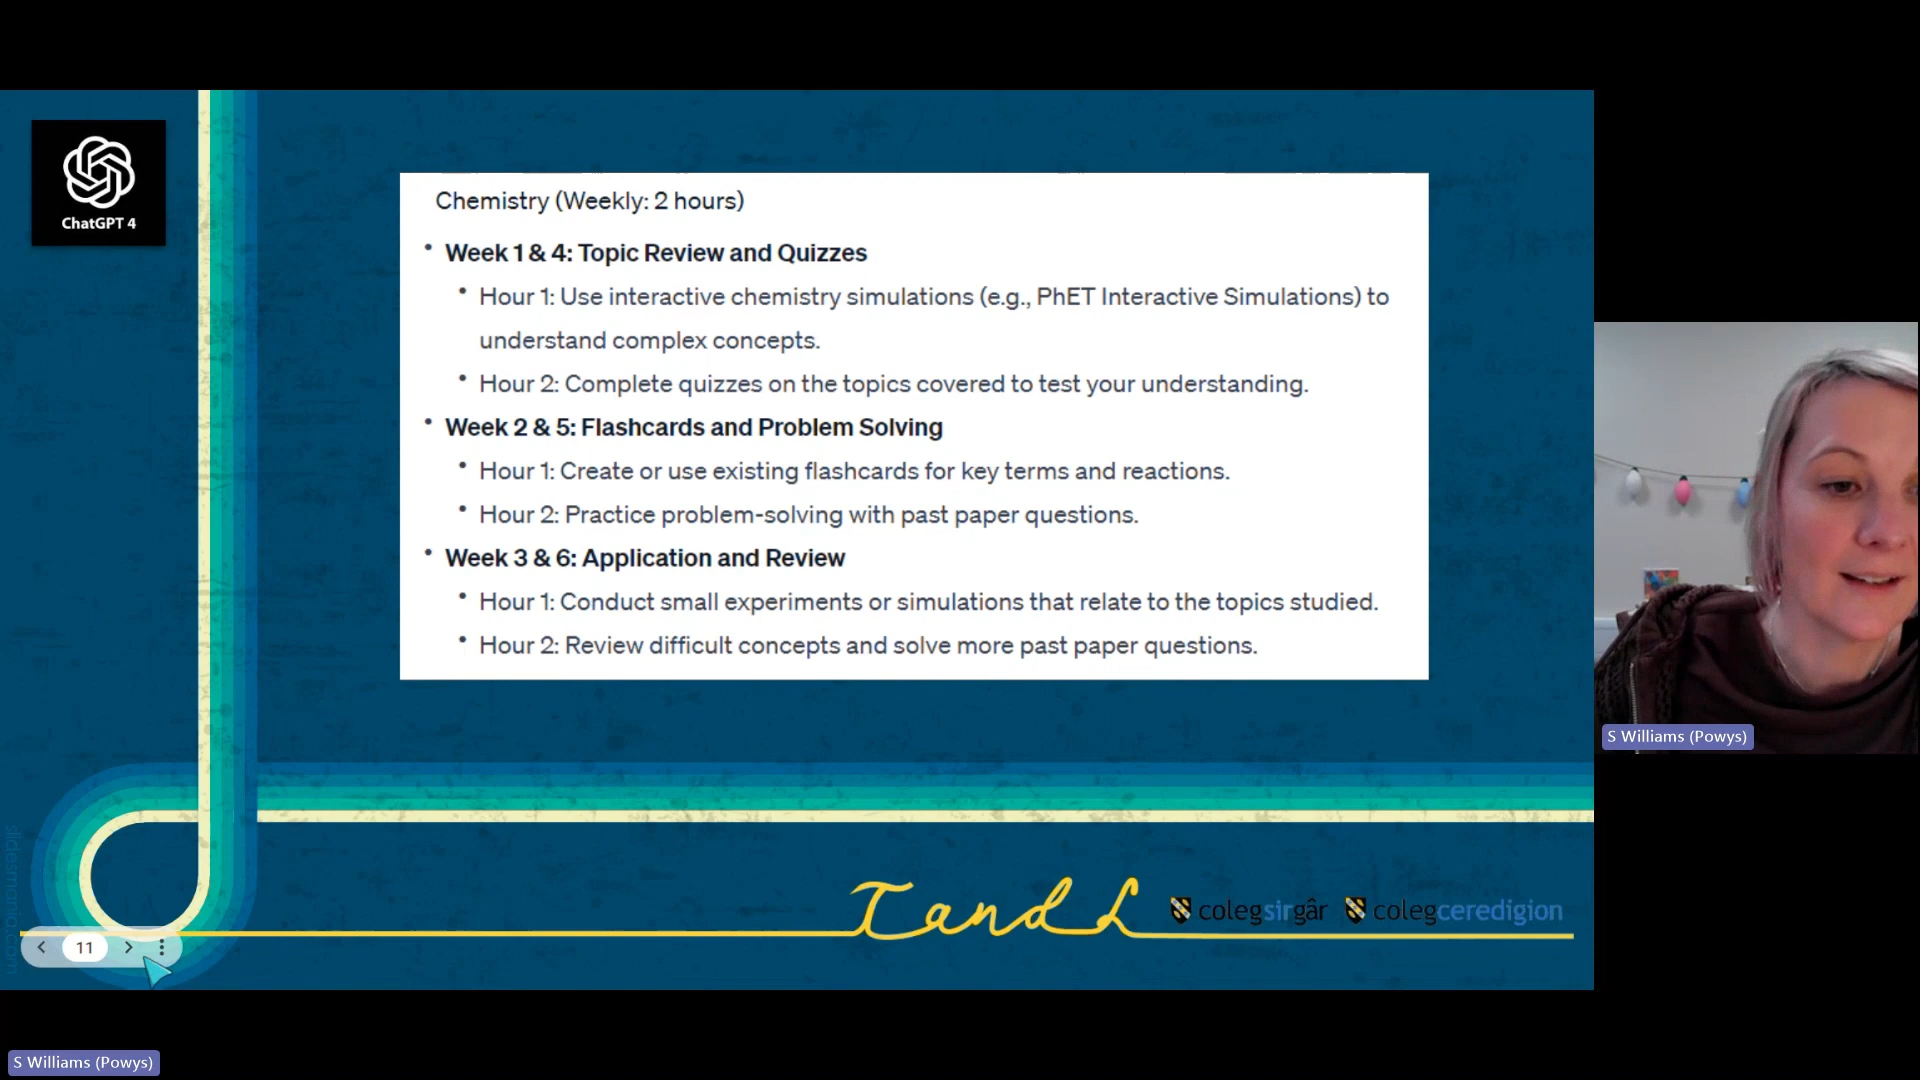 ChatGPT 4
Chemistry (Weekly: 2 hours)
• Week 1 & 4: Topic Review and Quizzes
• Hour 1: Use interactive chemistry simulations (e.g., PhET Interactive Simulations) to
understand complex concepts.
• Hour 2: Complete quizzes on the topics covered to test your understanding.
• Week 2 & 5: Flashcards and Problem Solving
• Hour 1: Create or use existing flashcards for key terms and reactions.
• Hour 2: Practice problem-solving with past paper questions.
• Week 3 & 6: Application and Review
• Hour 1: Conduct small experiments or simulations that relate to the topics studied.
• Hour 2: Review difficult concepts and solve more past paper questions.
S Williams (Powys)
slidesmania.com
T and L
colegsirgâr colegceredigion
11
S Williams (Powys)